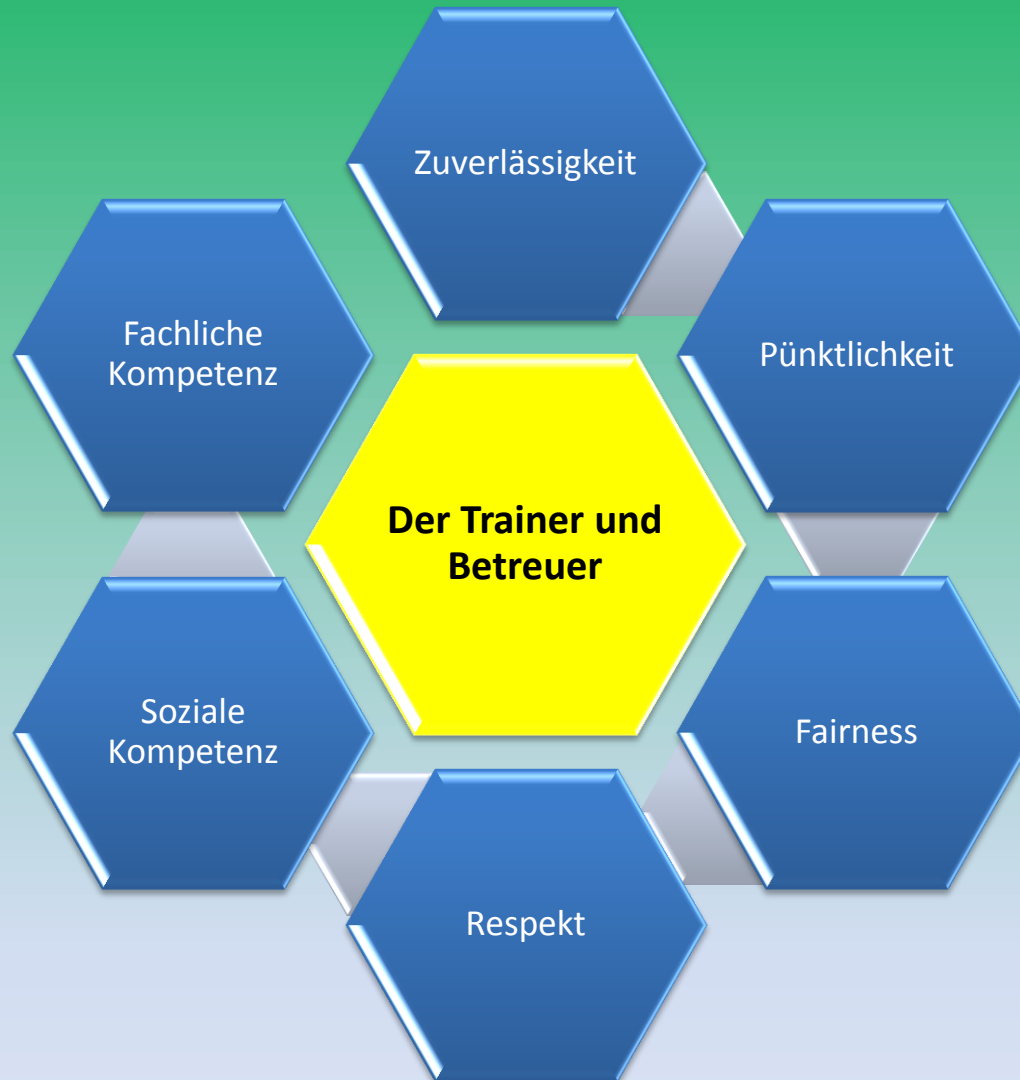 Zuverlässigkeit
Pünktlichkeit
Fairness
Respekt
Soziale
Kompetenz
Fachliche
Kompetenz
Der Trainer und
Betreuer